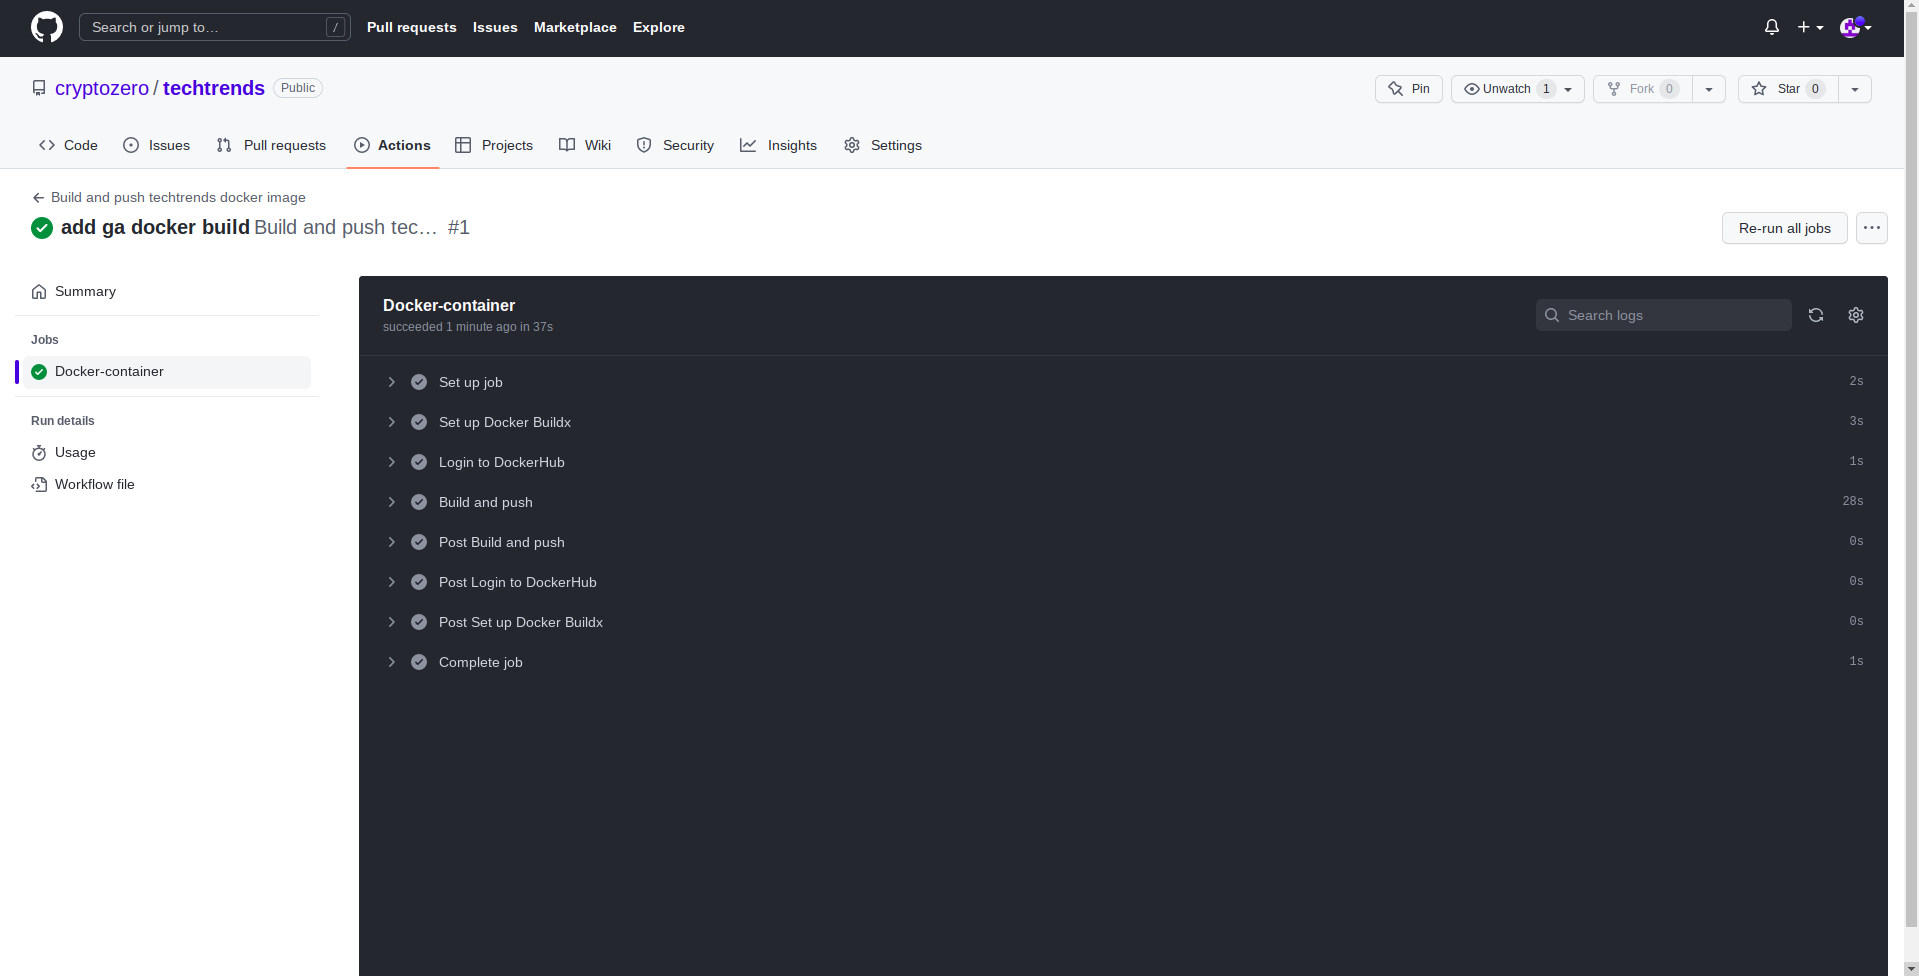 Search or jump to… / Pull requests Issues Marketplace Explore
cryptozero / techtrends Public Pin Unwatch 1 Fork 0 Star 0
Code Issues Pull requests Actions Projects Wiki Security Insights Settings
Build and push techtrends docker image
add ga docker build Build and push tec… #1 Re-run all jobs
Summary
Jobs
Docker-container
Run details
Usage
Workflow file
Docker-container
succeeded 1 minute ago in 37s
Search logs
Set up job 2s
Set up Docker Buildx 3s
Login to DockerHub 1s
Build and push 28s
Post Build and push 0s
Post Login to DockerHub 0s
Post Set up Docker Buildx 0s
Complete job 1s